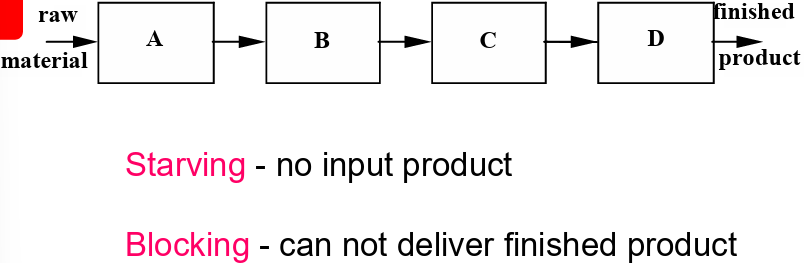 raw
material
A
B
C
D
finished
product
Starving - no input product
Blocking - can not deliver finished product